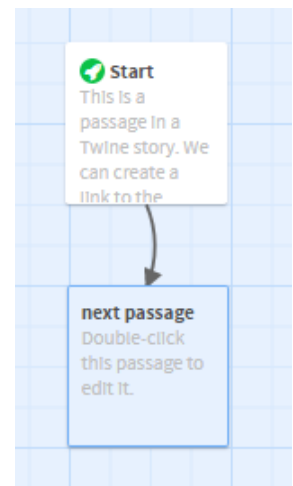 Start
This is a
passage in a
Twine story. We
can create a
link to the
next passage
Double-click
this passage to
edit it.